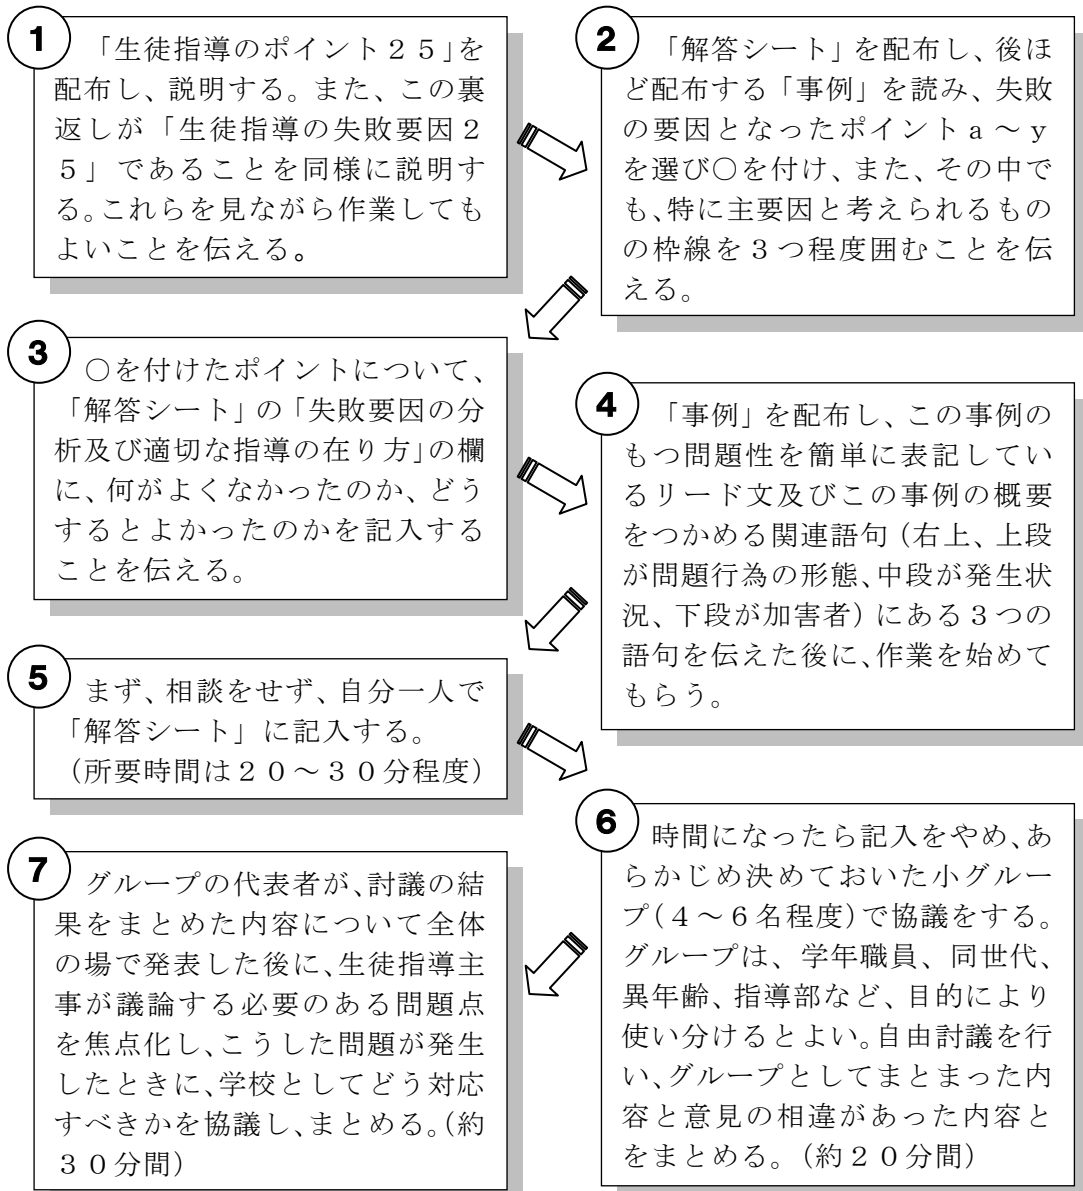 1
「生徒指導のポイント２５」を
配布し、説明する。また、この裏
返しが「生徒指導の失敗要因２
５」であることを同様に説明す
る。これらを見ながら作業しても
よいことを伝える。
2
「解答シート」を配布し、後ほ
ど配布する「事例」を読み、失敗
の要因となったポイントａ～ｙ
を選び○を付け、また、その中で
も、特に主要因と考えられるもの
の枠線を３つ程度囲むことを伝
える。
3
○を付けたポイントについて、
「解答シート」の「失敗要因の分
析及び適切な指導の在り方」の欄
に、何がよくなかったのか、どう
するとよかったのかを記入する
ことを伝える。
4
「事例」を配布し、この事例の
もつ問題性を簡単に表記してい
るリード文及びこの事例の概要
をつかめる関連語句（右上、上段
が問題行為の形態、中段が発生状
況、下段が加害者）にある３つの
語句を伝えた後に、作業を始めて
もらう。
5
まず、相談をせず、自分一人で
「解答シート」に記入する。
（所要時間は２０～３０分程度）
6
時間になったら記入をやめ、あ
らかじめ決めておいた小グルー
プ（４～６名程度）で協議をする。
グループは、学年職員、同世代、
異年齢、指導部など、目的により
使い分けるとよい。自由討議を行
い、グループとしてまとまった内
容と意見の相違があった内容と
をまとめる。（約２０分間）
7
グループの代表者が、討議の結
果をまとめた内容について全体
の場で発表した後に、生徒指導主
事が議論する必要のある問題点
を焦点化し、こうした問題が発生
したときに、学校としてどう対応
すべきかを協議し、まとめる。（約
３０分間）